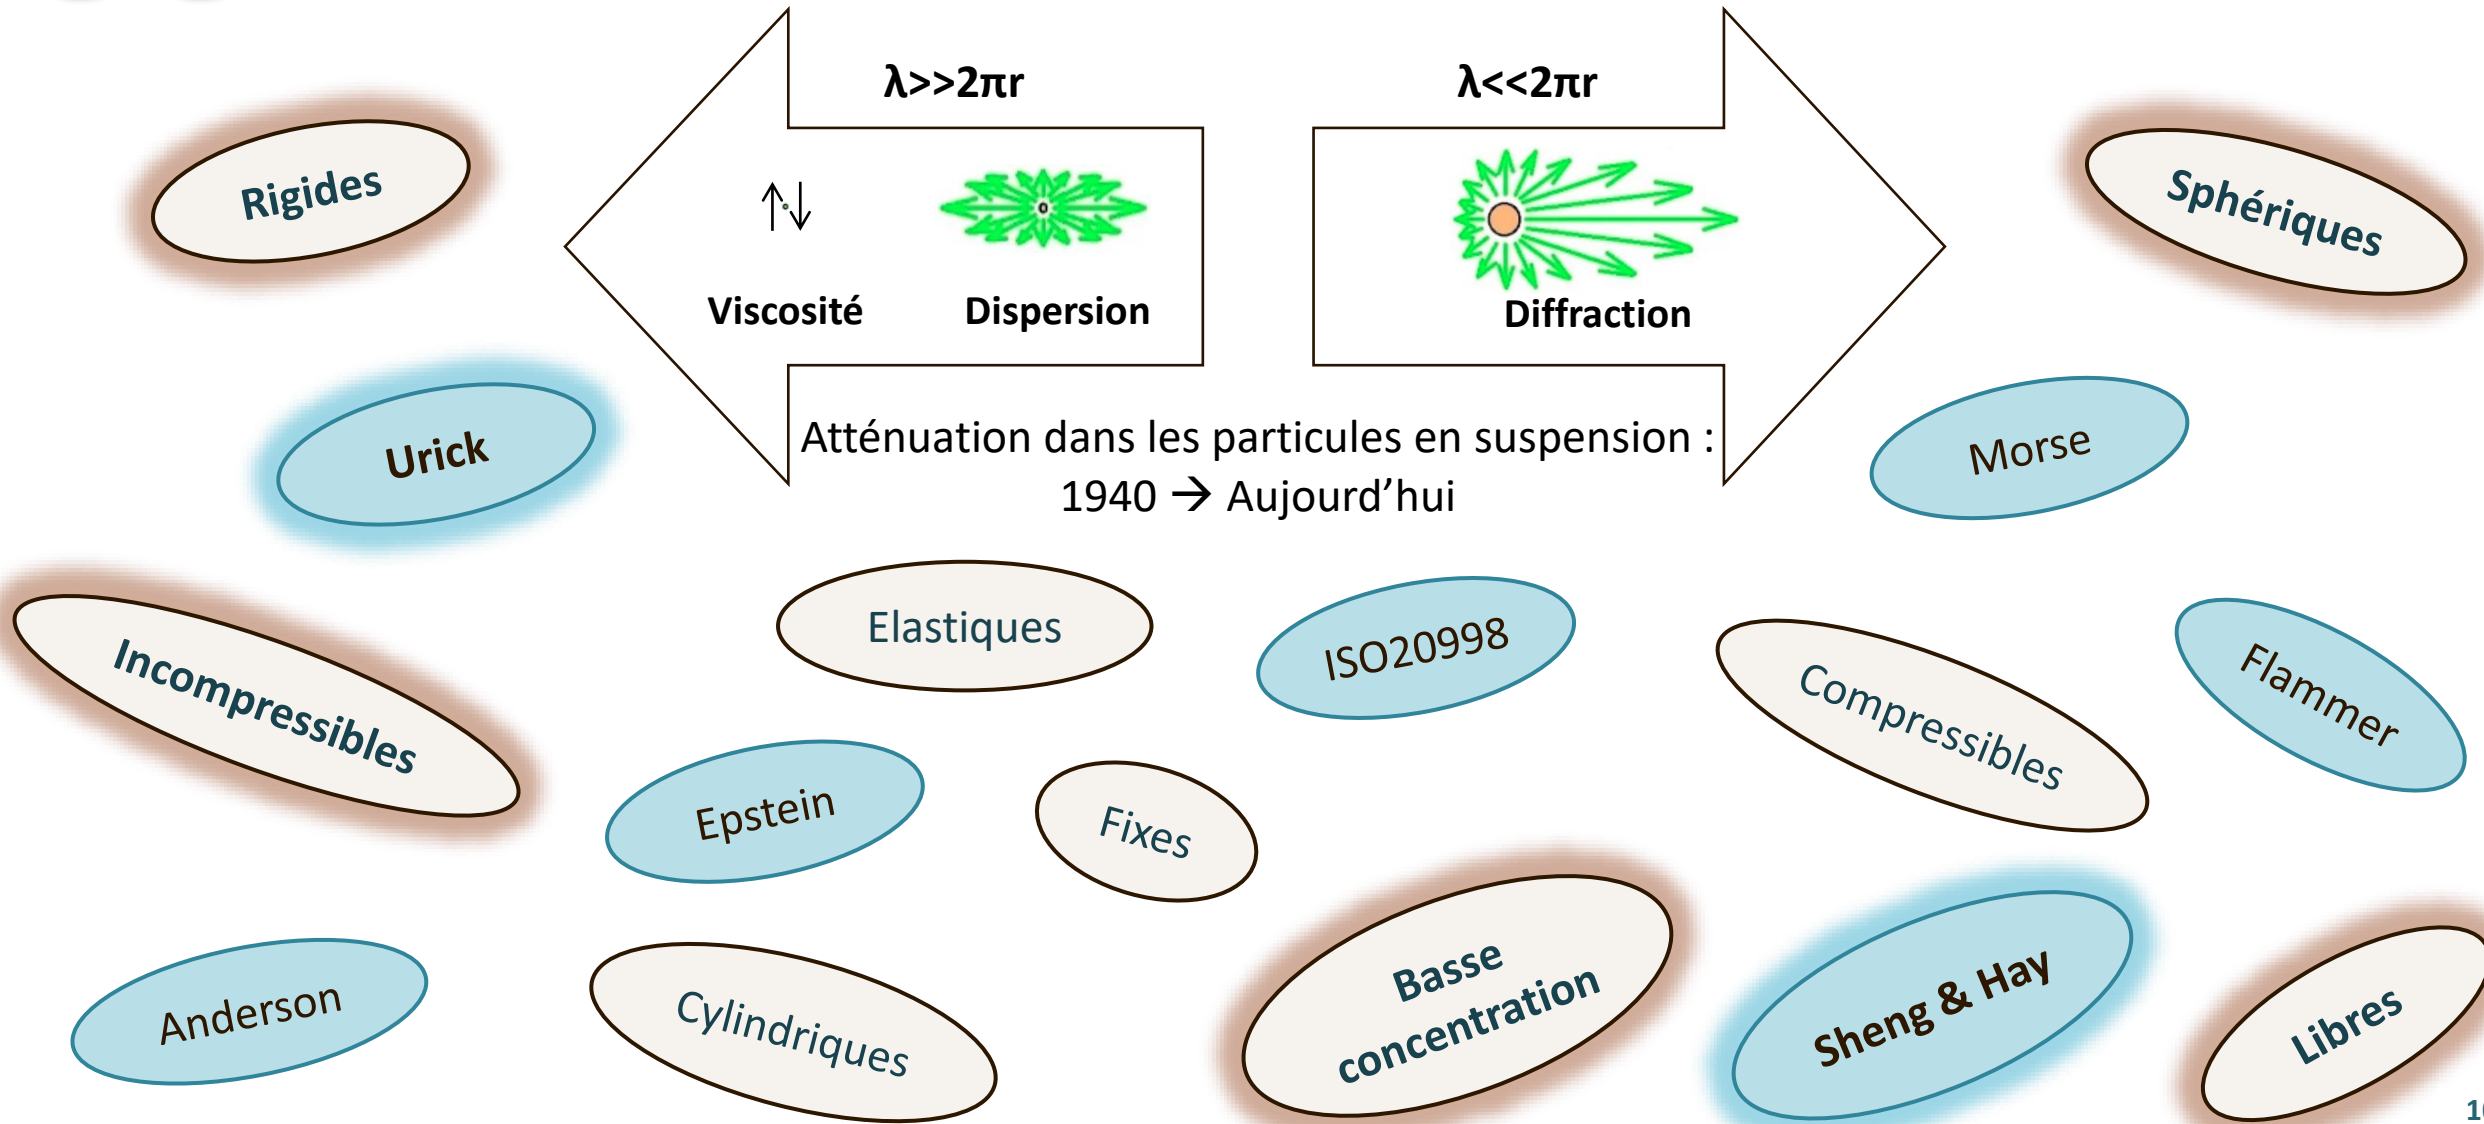 λ>>2πr
λ<<2πr
Rigides
Sphériques
Viscosité
Dispersion
Diffraction
Urick
Atténuation dans les particules en suspension :
1940 → Aujourd’hui
Morse
Incompressibles
Elastiques
ISO20998
Compressibles
Flammer
Epstein
Fixes
Anderson
Cylindriques
Basse
concentration
Sheng & Hay
Libres